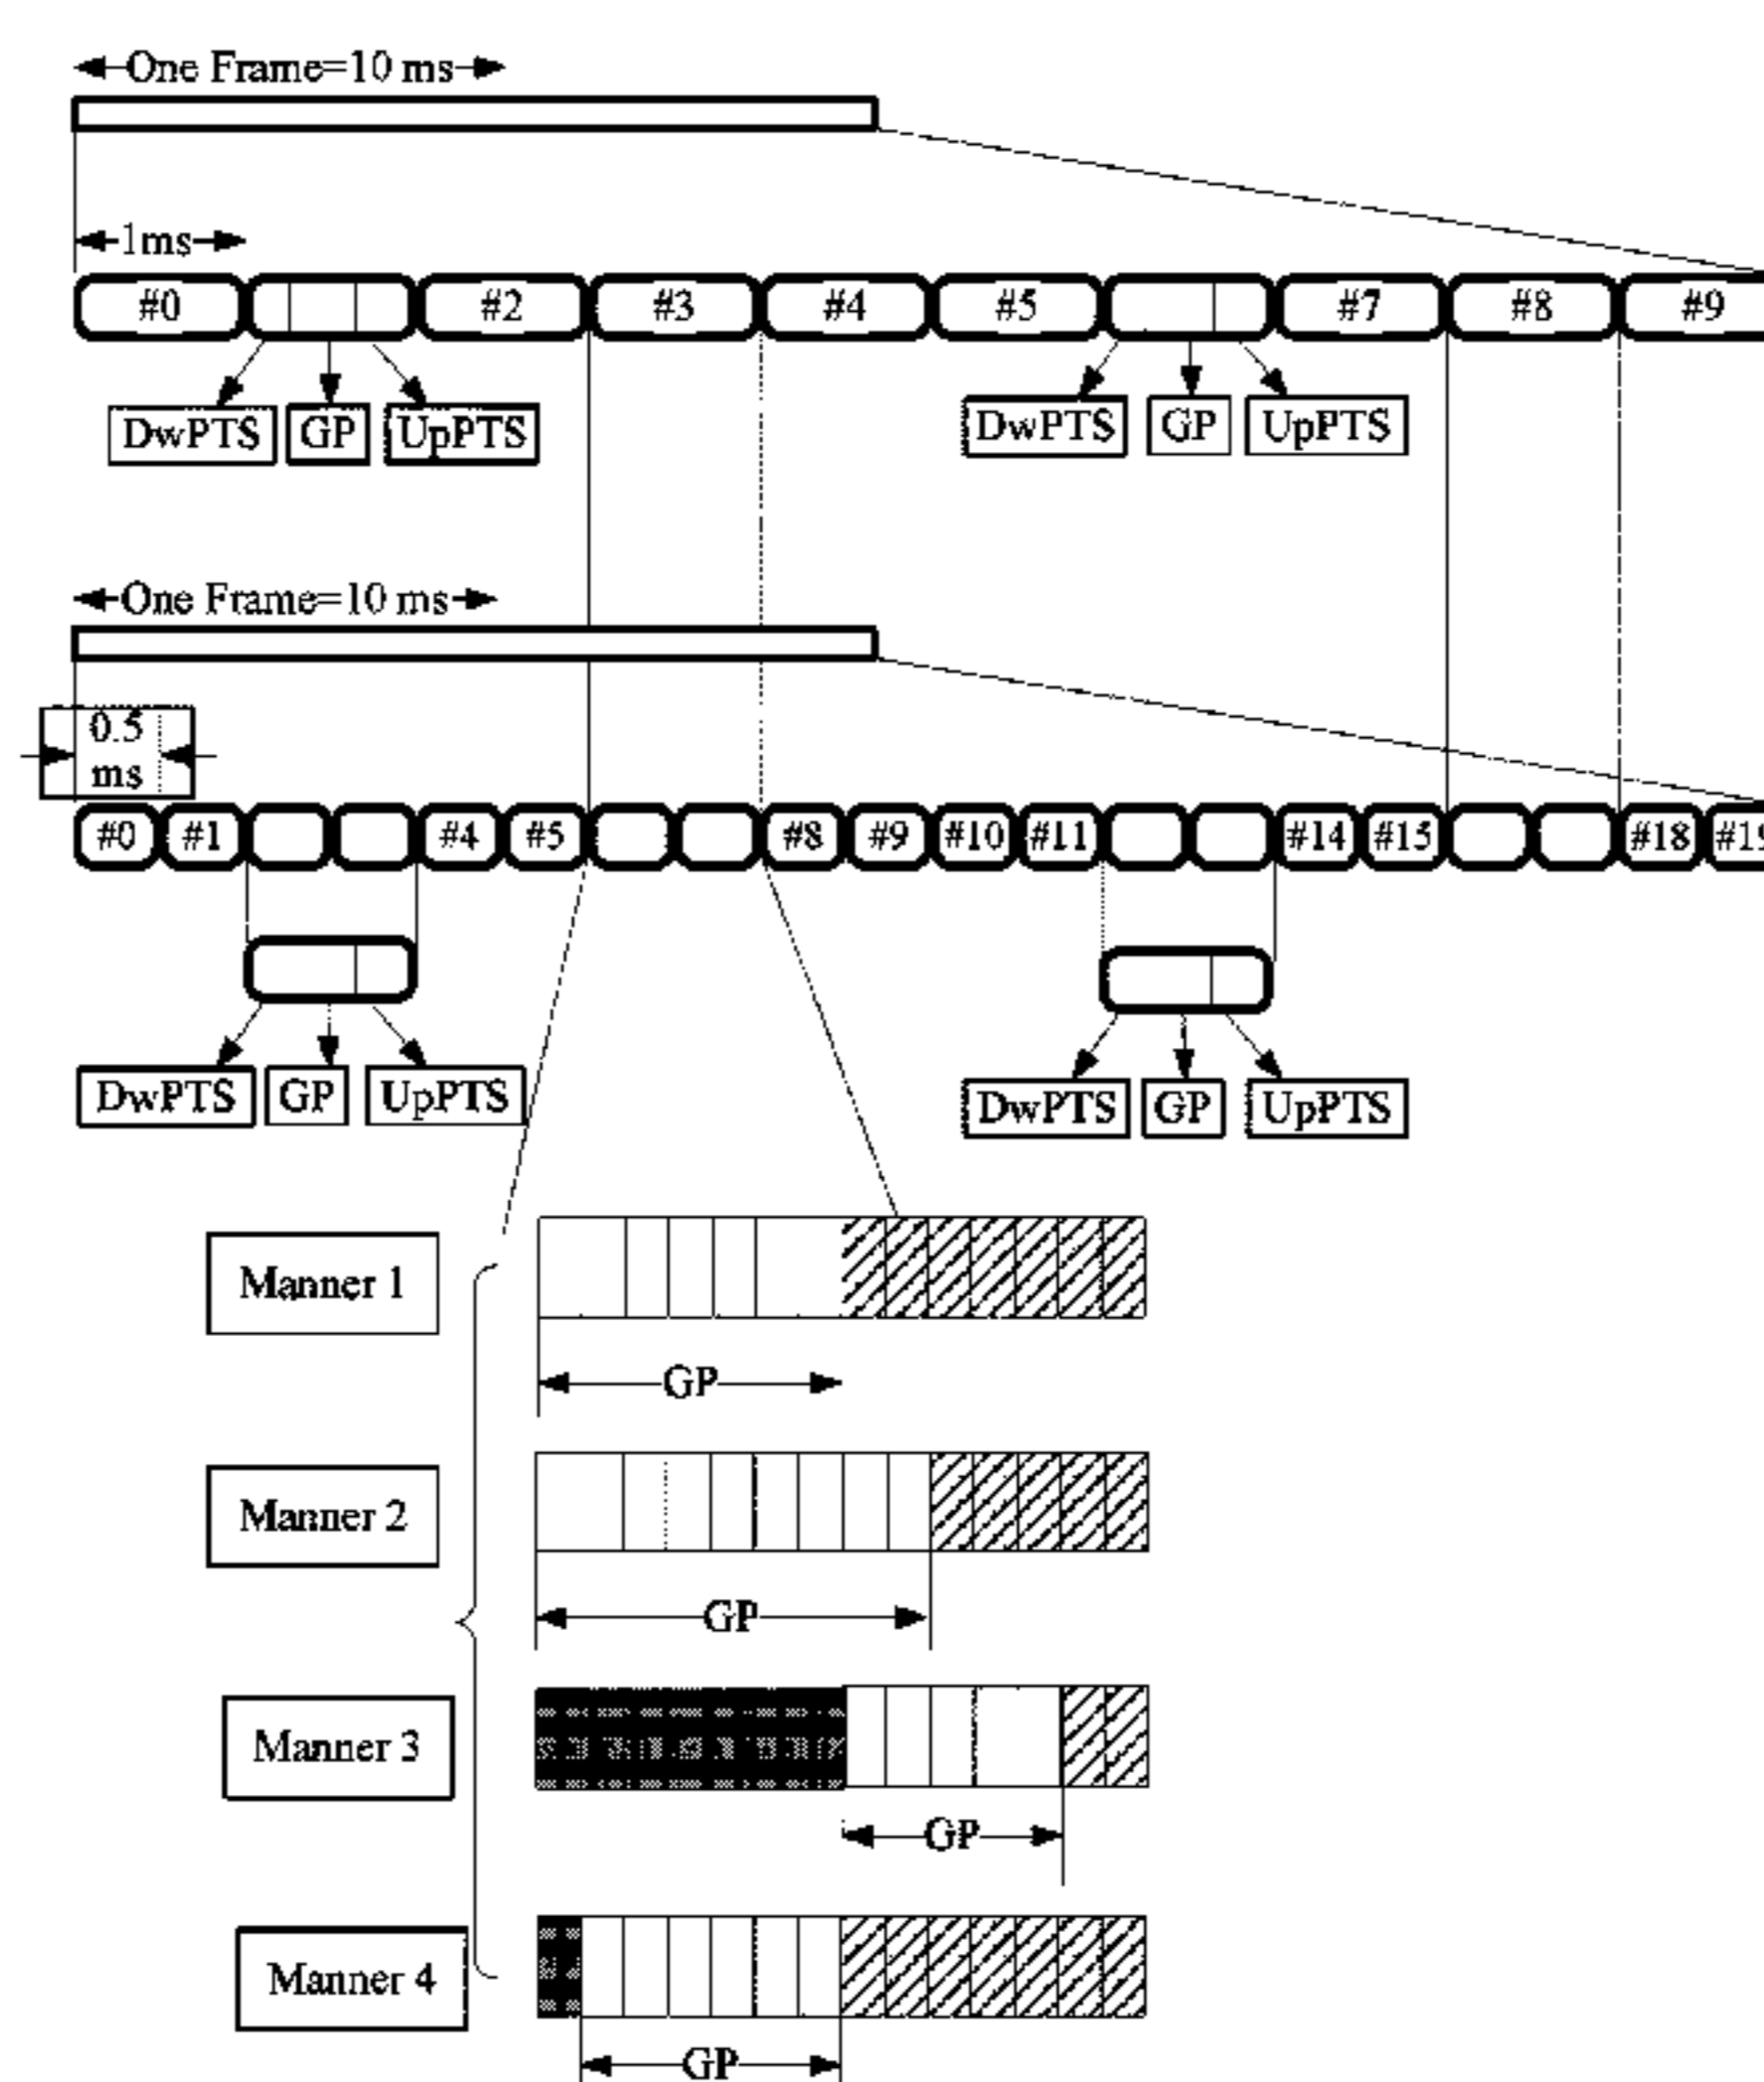 One Frame=10 ms
1ms
#0 #2 #3 #4 #5 #7 #8 #9
DwPTS GP UpPTS DwPTS GP UpPTS
One Frame=10 ms
0.5
ms
#0 #1 #4 #5 #8 #9 #10 #11 #14 #15 #18 #19
DwPTS GP UpPTS DwPTS GP UpPTS
Manner 1
GP
Manner 2
GP
Manner 3
GP
Manner 4
GP